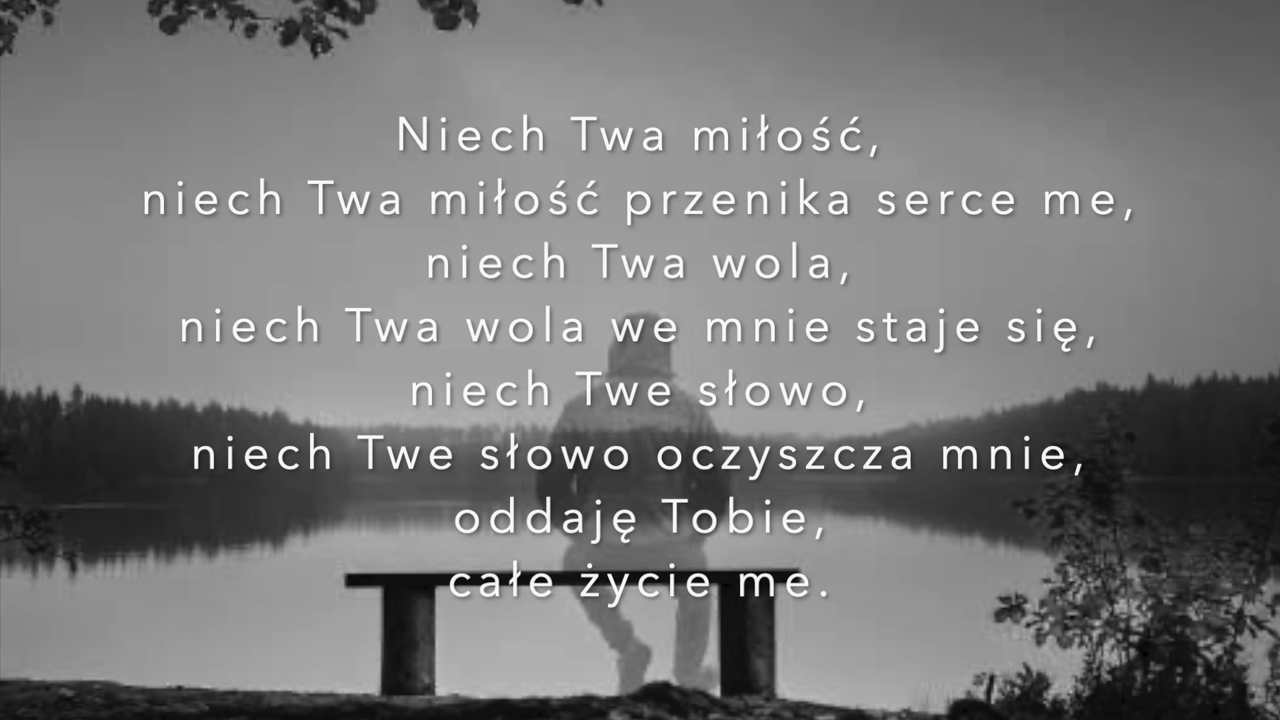 Niech Twa miłość,
niech Twa miłość przenika serce me,
niech Twa wola,
niech Twa wola we mnie staje się,
niech Twe słowo,
niech Twe słowo oczyszcza mnie,
oddaję Tobie,
całe życie me.